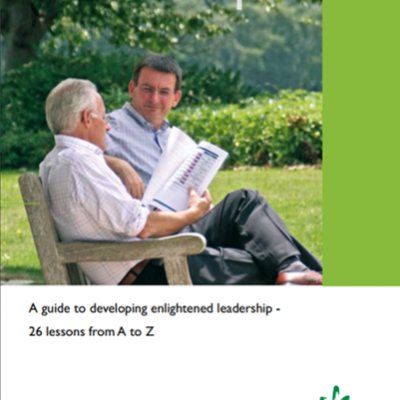 A guide to developing enlightened leadership -
26 lessons from A to Z